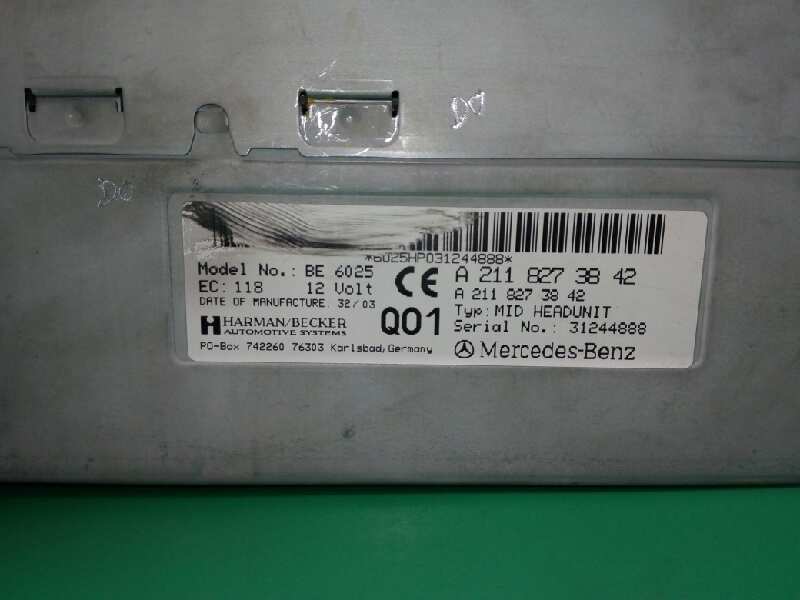 DO
DO
*6025HP031244888*
Model No.: BE 6025
EC: 118 12 Volt
DATE OF MANUFACTURE. 32/03
HARMAN/BECKER
AUTOMOTIVE SYSTEMS
CE
Q01
A 211 827 38 42
A 211 827 38 42
Typ: MID HEADUNIT
Serial No.: 31244888
PO-Box 742260 76303 Karlsbad,Germany
Mercedes-Benz